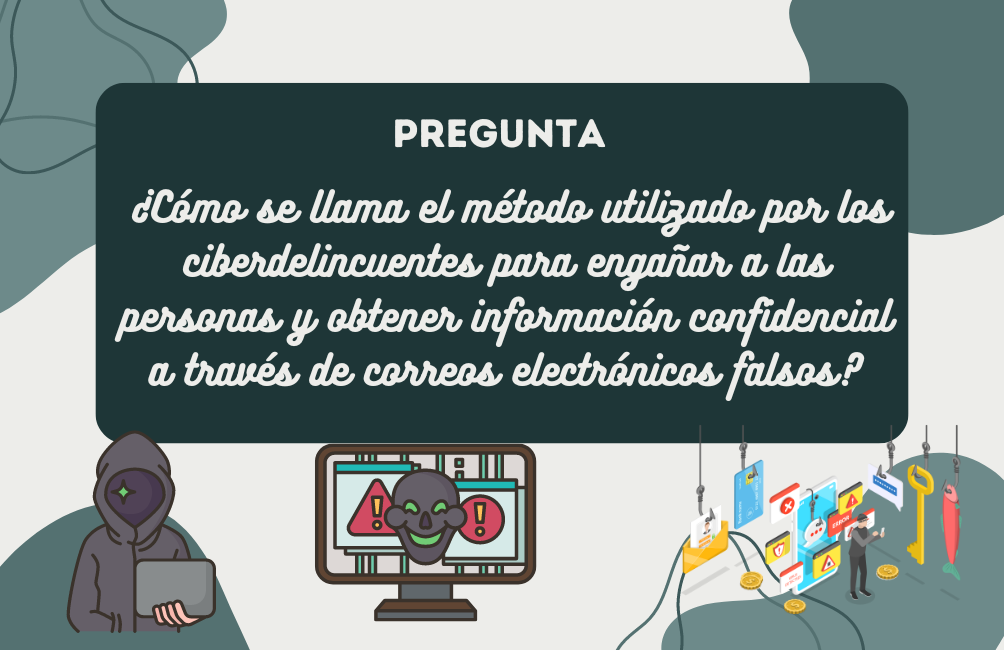 PREGUNTA
¿Cómo se llama el método utilizado por los
ciberdelincuentes para engañar a las
personas y obtener información confidencial
a través de correos electrónicos falsos?
ERROR